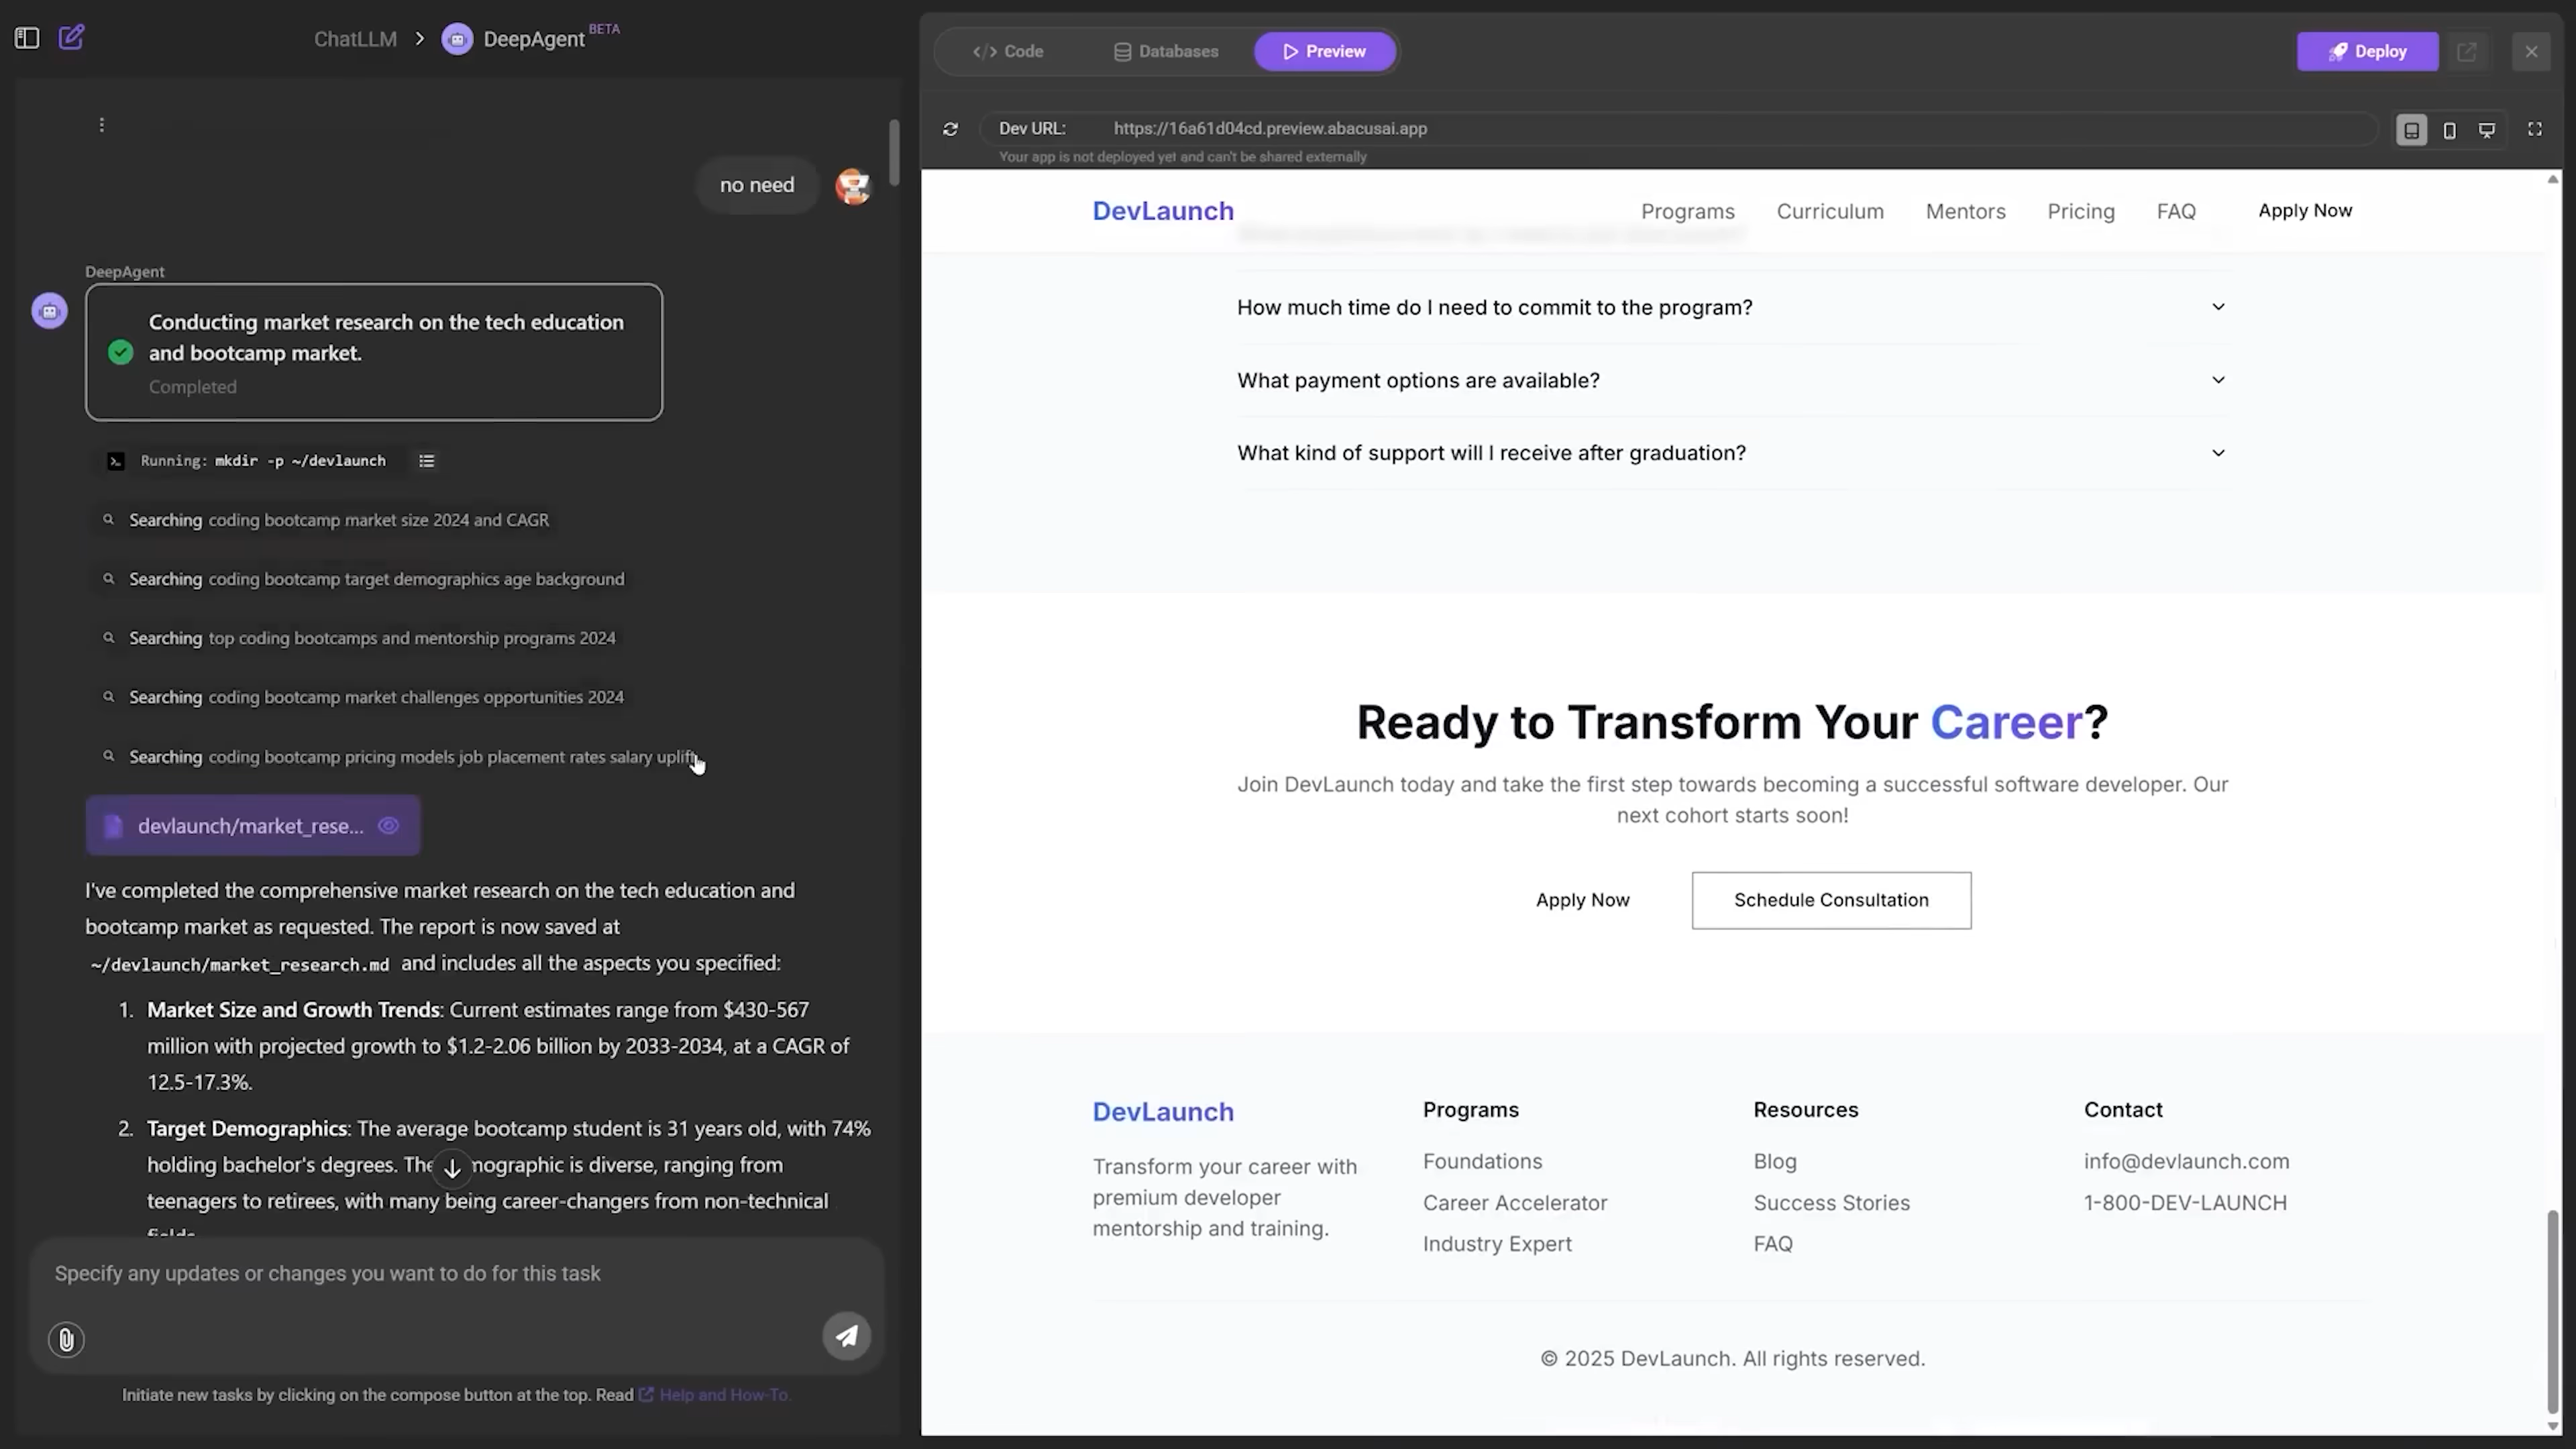 ChatLLM > DeepAgent BETA
no need
DeepAgent
Conducting market research on the tech education
and bootcamp market.
Completed
Running: mkdir -p ~/devlaunch
Searching coding bootcamp market size 2024 and CAGR
Searching coding bootcamp target demographics age background
Searching top coding bootcamps and mentorship programs 2024
Searching coding bootcamp market challenges opportunities 2024
Searching coding bootcamp pricing models job placement rates salary uplift
devlaunch/market_rese...
I've completed the comprehensive market research on the tech education and
bootcamp market as requested. The report is now saved at
~/devlaunch/market_research.md and includes all the aspects you specified:
1. Market Size and Growth Trends: Current estimates range from $430-567
million with projected growth to $1.2-2.06 billion by 2033-2034, at a CAGR of
12.5-17.3%.
2. Target Demographics: The average bootcamp student is 31 years old, with 74%
holding bachelor's degrees. The mographic is diverse, ranging from
teenagers to retirees, with many being career-changers from non-technical
Specify any updates or changes you want to do for this task
Initiate new tasks by clicking on the compose button at the top. Read Help and How-To.
</> Code
Databases
Preview
Deploy
Dev URL: https://16a61d04cd.preview.abacusai.app
Your app is not deployed yet and can't be shared externally
DevLaunch
Programs
Curriculum
Mentors
Pricing
FAQ
Apply Now
How much time do I need to commit to the program?
What payment options are available?
What kind of support will I receive after graduation?
Ready to Transform Your Career?
Join DevLaunch today and take the first step towards becoming a successful software developer. Our
next cohort starts soon!
Apply Now
Schedule Consultation
DevLaunch
Transform your career with
premium developer
mentorship and training.
Programs
Foundations
Career Accelerator
Industry Expert
Resources
Blog
Success Stories
FAQ
Contact
info@devlaunch.com
1-800-DEV-LAUNCH
© 2025 DevLaunch. All rights reserved.